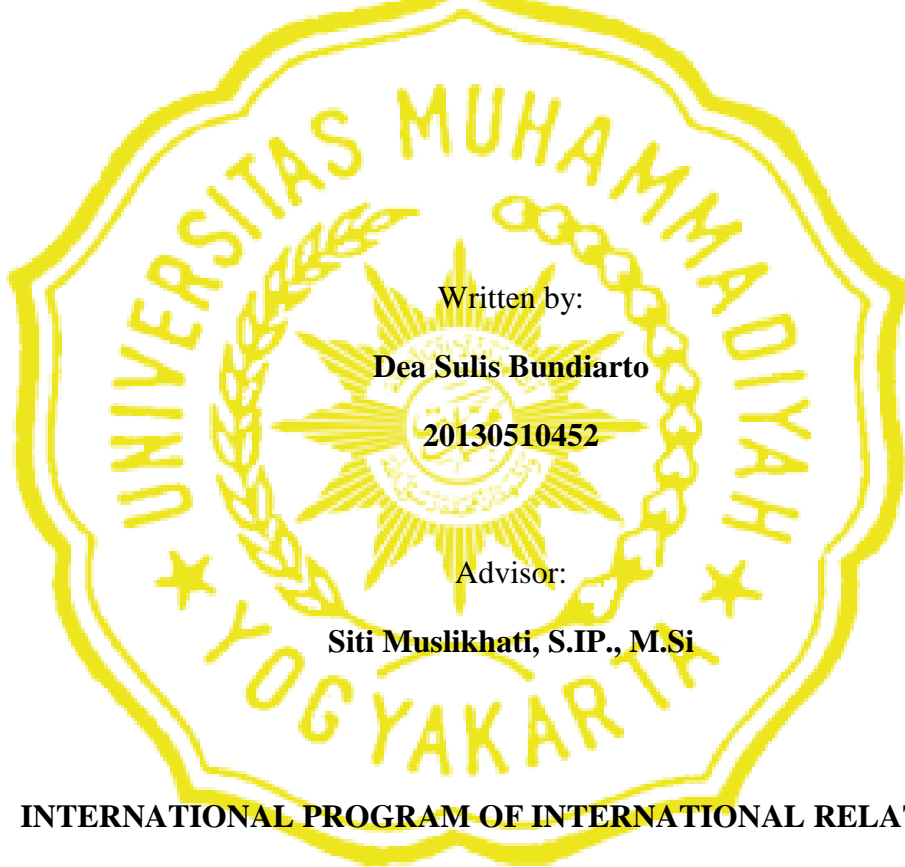 UNIVERSITAS MUHAMMADIYAH
Written by:
Dea Sulis Bundiarto
20130510452
Advisor:
Siti Muslikhati, S.IP., M.Si
YOGYAKARTA
INTERNATIONAL PROGRAM OF INTERNATIONAL RELA